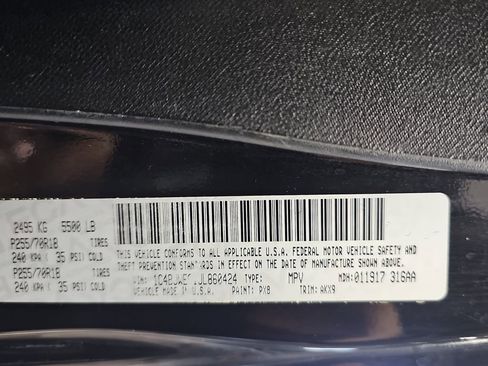 2495 KG 5500 LB
P255/70R18 TIRES
240 KPA/ 35 PSI COLD
P255/70R18 TIRES
240 KPA/ 35 PSI COLD
THIS VEHICLE CONFORMS TO ALL APPLICABLE U.S.A. FEDERAL MOTOR VEHICLE SAFETY AND
THEFT PREVENTION STANDARDS IN EFFECT ON THE DATE OF MANUFACTURE SHOWN ABOVE.
VIN: TYPE: MPV MDH: 011917 316AA
VEHICLE MADE IN U.S.A. PAINT: PX8 TRIM: AKX9